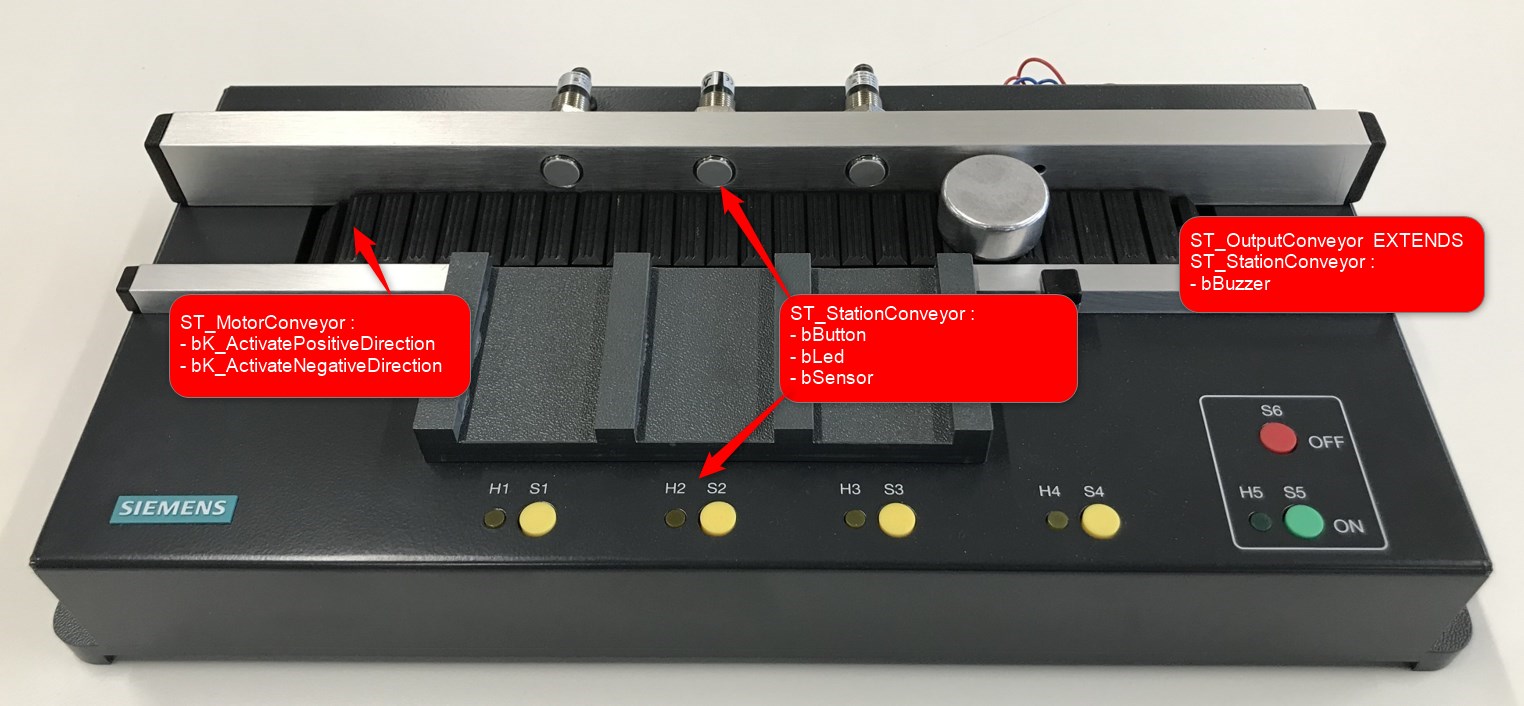 ST_OutputConveyor EXTENDS
ST_StationConveyor :
- bBuzzer
ST_MotorConveyor :
- bK_ActivatePositiveDirection
- bK_ActivateNegativeDirection
ST_StationConveyor :
- bButton
- bLed
- bSensor
S6
OFF
SIEMENS
H1 S1
H2 S2
H3 S3
H4 S4
H5 S5
ON